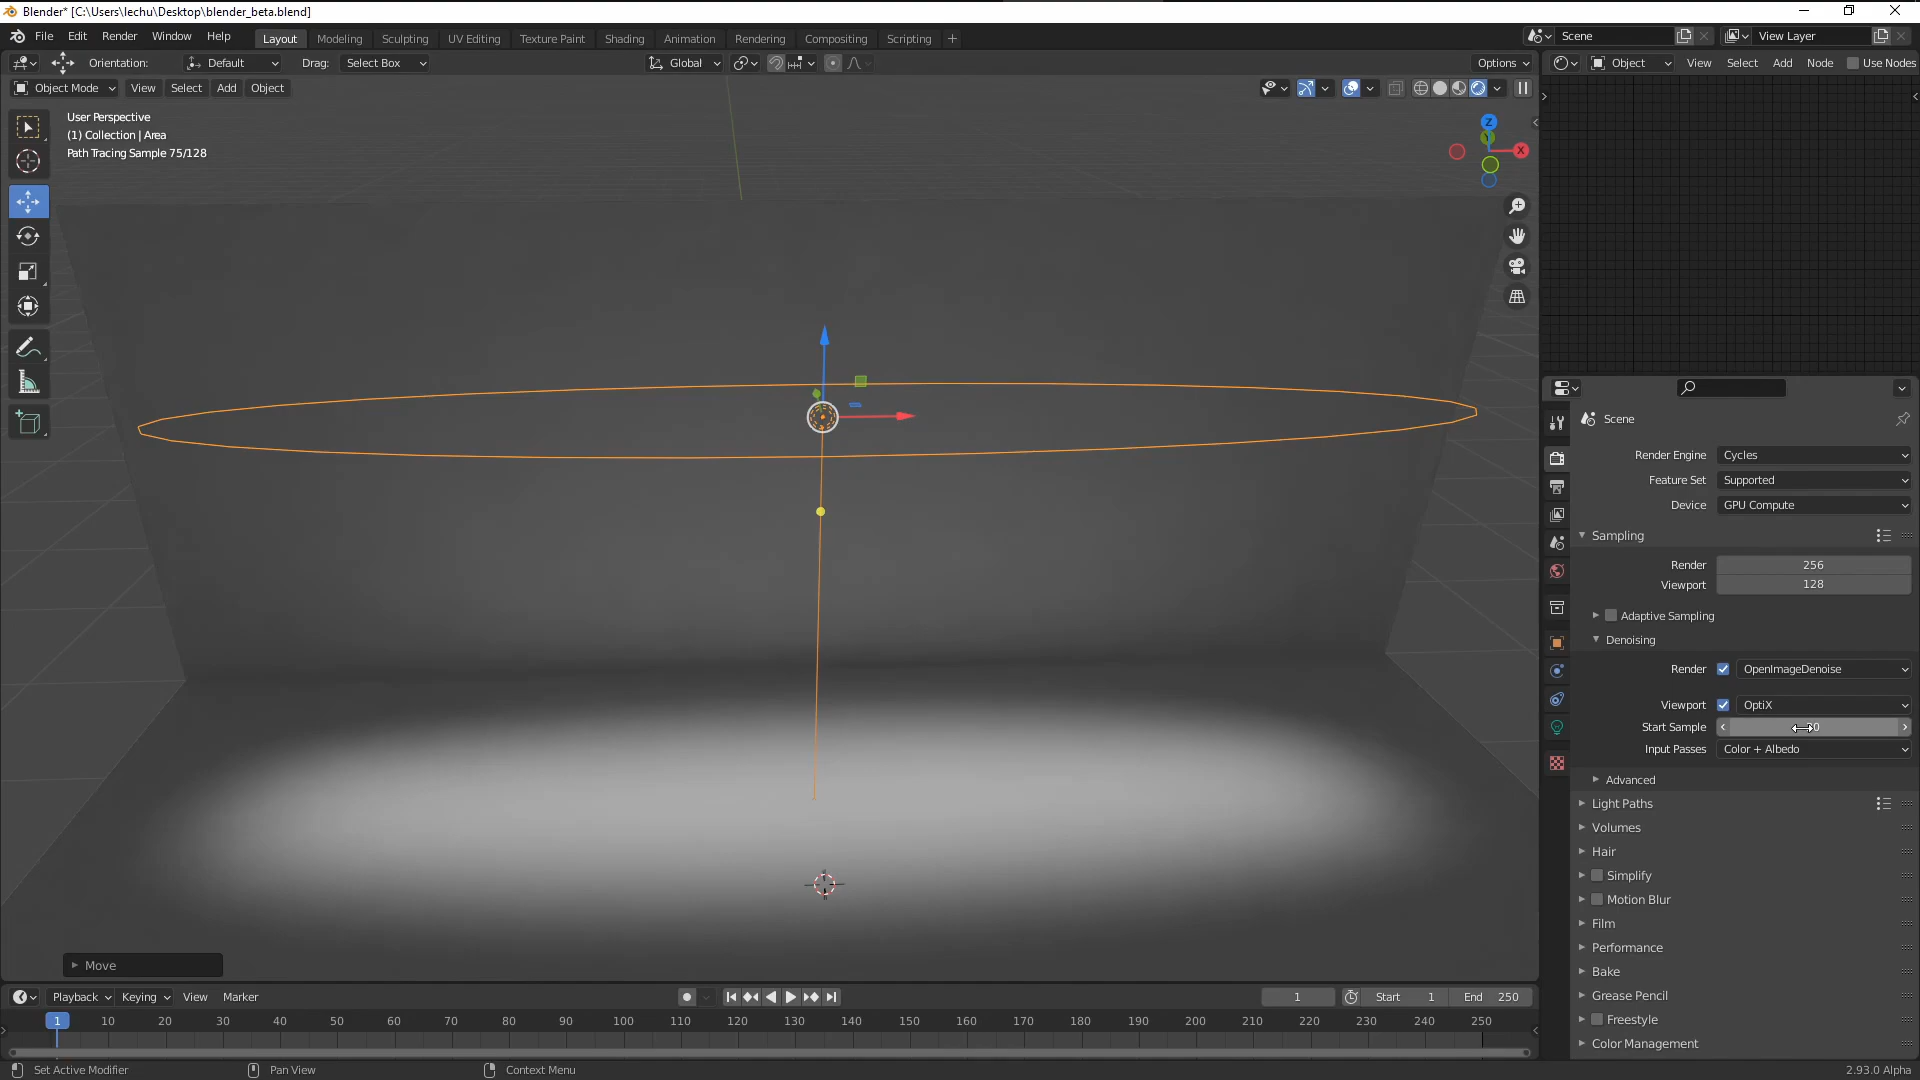 Blender* [C:\Users\lechu\Desktop\blender_beta.blend]
File Edit Render Window Help Layout Modeling Sculpting UV Editing Texture Paint Shading Animation Rendering Compositing Scripting + Scene View Layer
Orientation: Default Drag: Select Box Global Options Object View Select Add Node Use Nodes
Object Mode View Select Add Object
User Perspective
(1) Collection | Area
Path Tracing Sample 75/128
Z
X
Scene
Render Engine Cycles
Feature Set Supported
Device GPU Compute
Sampling
Render 256
Viewport 128
Adaptive Sampling
Denoising
Render OpenImageDenoise
Viewport OptiX
Start Sample
Input Passes Color + Albedo
Advanced
Light Paths
Volumes
Hair
Simplify
Motion Blur
Film
Performance
Bake
Grease Pencil
Freestyle
Color Management
Move
Playback Keying View Marker 1 Start 1 End 250
1 10 20 30 40 50 60 70 80 90 100 110 120 130 140 150 160 170 180 190 200 210 220 230 240 250
Set Active Modifier Pan View Context Menu 2.93.0 Alpha